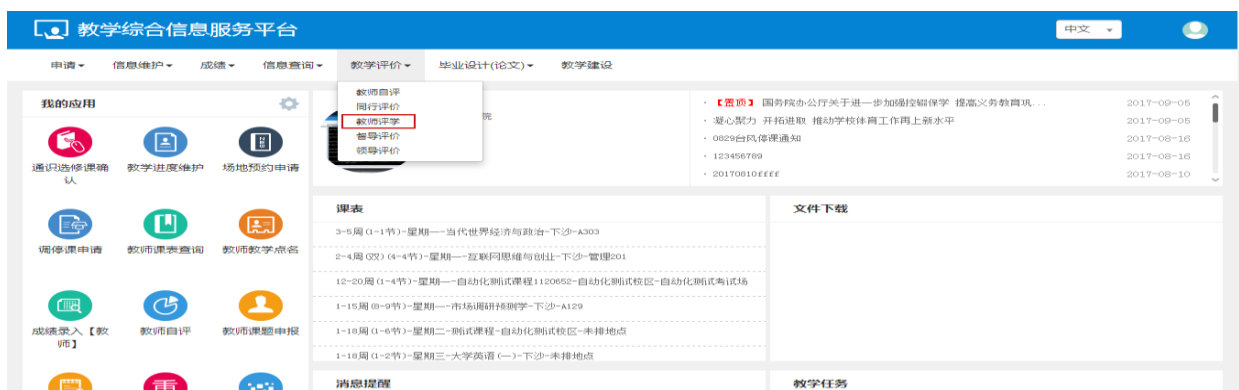 教学综合信息服务平台
中文
申请 信息维护 成绩 信息查询 教学评价 毕业设计(论文) 教学建设
我的应用
教师自评
同行评价
教师评学
督导评价
领导评价
院
·【置顶】国务院办公厅关于进一步加强控辍保学 提高义务教育巩... 2017-09-05
· 凝心聚力 开拓进取 推动学校体育工作再上新水平 2017-09-05
· 0829台风停课通知 2017-08-16
· 123456789 2017-08-16
· 20170810ffff 2017-08-10
通识选修课确认
教学进度维护
场地预约申请
调停课申请
教师课表查询
教师教学点名
成绩录入【教师】
教师自评
教师课题申报
课表
3-5周(1-1节)-星期一-当代世界经济与政治-下沙-A303
2-4周(双)(4-4节)-星期一-互联网思维与创业-下沙-管理201
12-20周(1-4节)-星期一-自动化测试课程1120652-自动化测试校区-自动化测试考试场
1-15周(8-9节)-星期一-市场调研预测学-下沙-A129
1-18周(1-6节)-星期二-测试课程-自动化测试校区-未排地点
1-18周(1-2节)-星期三-大学英语(一)-下沙-未排地点
文件下载
消息提醒
教学任务